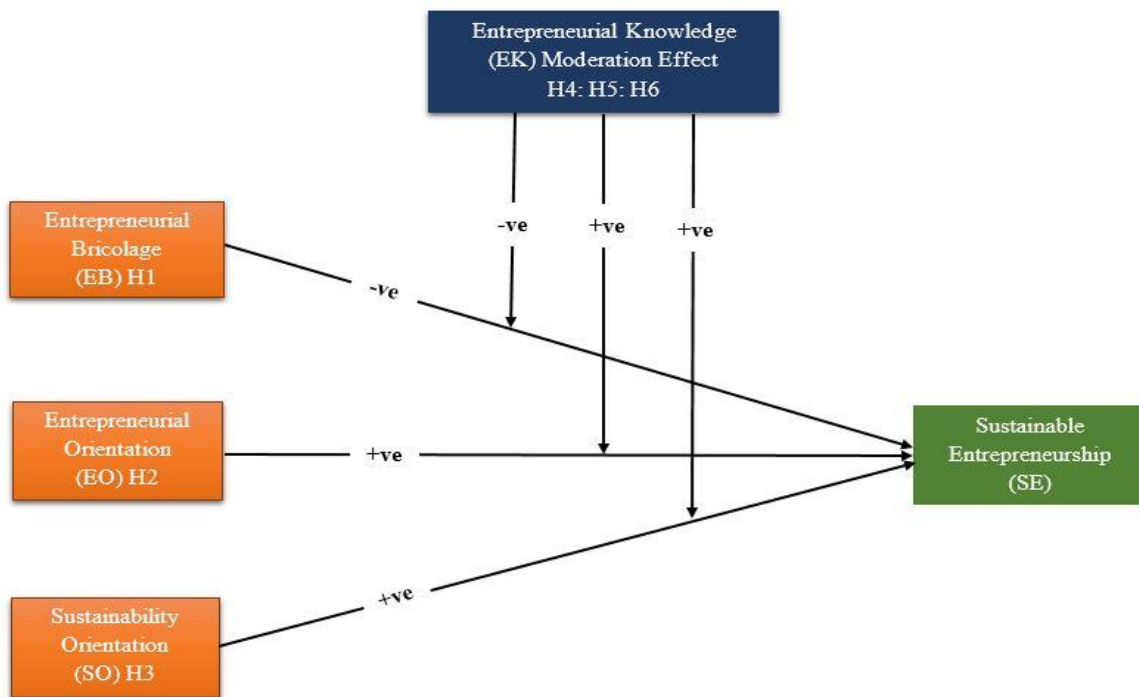 Entrepreneurial Knowledge
(EK) Moderation Effect
H4: H5: H6
-ve
+ve
+ve
Entrepreneurial
Bricolage
(EB) H1
-ve
Entrepreneurial
Orientation
(EO) H2
+ve
Sustainable
Entrepreneurship
(SE)
Sustainability
Orientation
(SO) H3
+ve